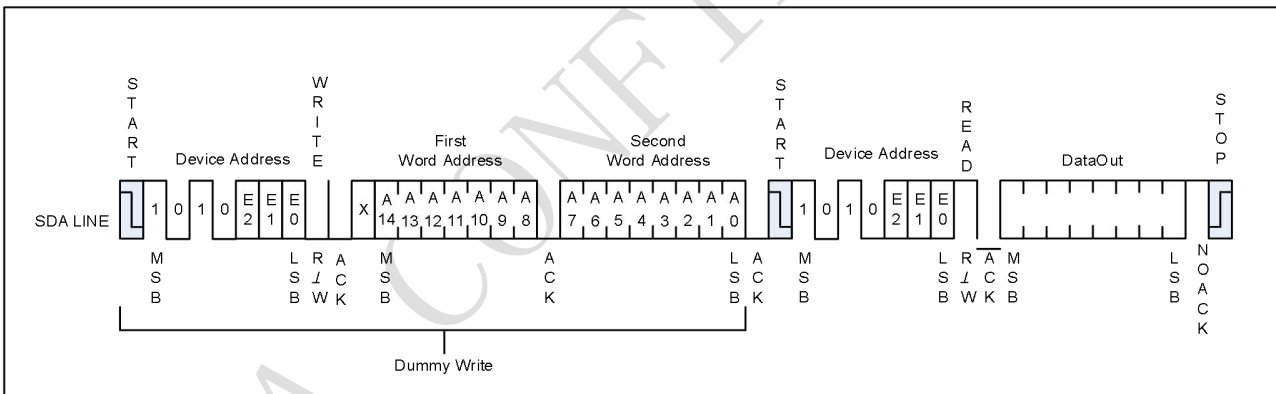 A CONFI
START
WRITE
START
READ
STOP
Device Address
First
Word Address
Second
Word Address
Device Address
DataOut
SDA LINE
1 0 1 0 E2 E1 E0
X A14 A13 A12 A11 A10 A9 A8
A7 A6 A5 A4 A3 A2 A1 A0
1 0 1 0 E2 E1 E0
MSB
LSB
R/W
ACK
MSB
ACK
LSB
ACK
MSB
LSB
R/W
ACK
MSB
LSB
NOACK
Dummy Write